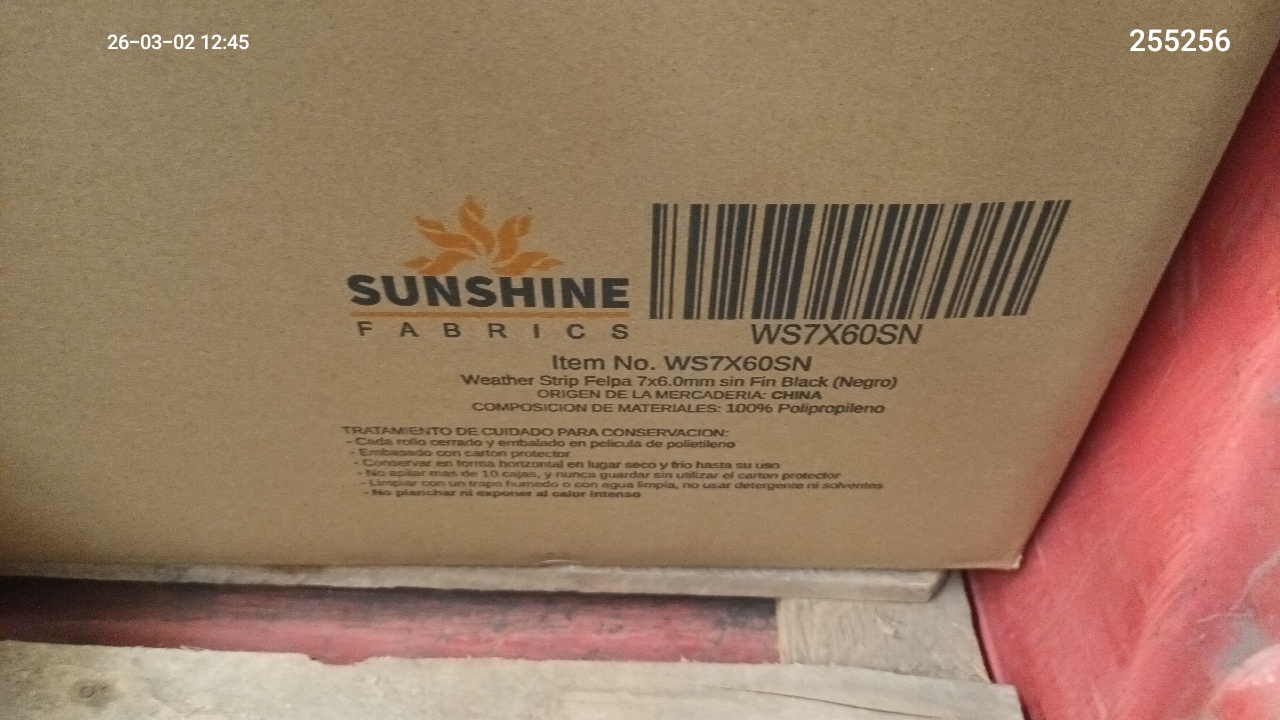 26-03-02 12:45
255256
SUNSHINE
FABRICS
WS7X60SN
Item No. WS7X60SN
Weather Strip Felpa 7x6.0mm sin Fin Black (Negro)
ORIGEN DE LA MERCADERIA: CHINA
COMPOSICION DE MATERIALES: 100% Polipropileno
TRATAMIENTO DE CUIDADO PARA CONSERVACION:
- Cada rollo cerrado y embalado en pelicula de polietileno
- Embasado con carton protector
- Conservar en forma horizontal en lugar seco y frio hasta su uso
- No apilar mas de 10 cajas, y nunca guardar sin utilizar el carton protector
- Limpiar con un trapo humedo o con agua limpia, no usar detergente ni solventes
- No planchar ni exponer al calor intenso